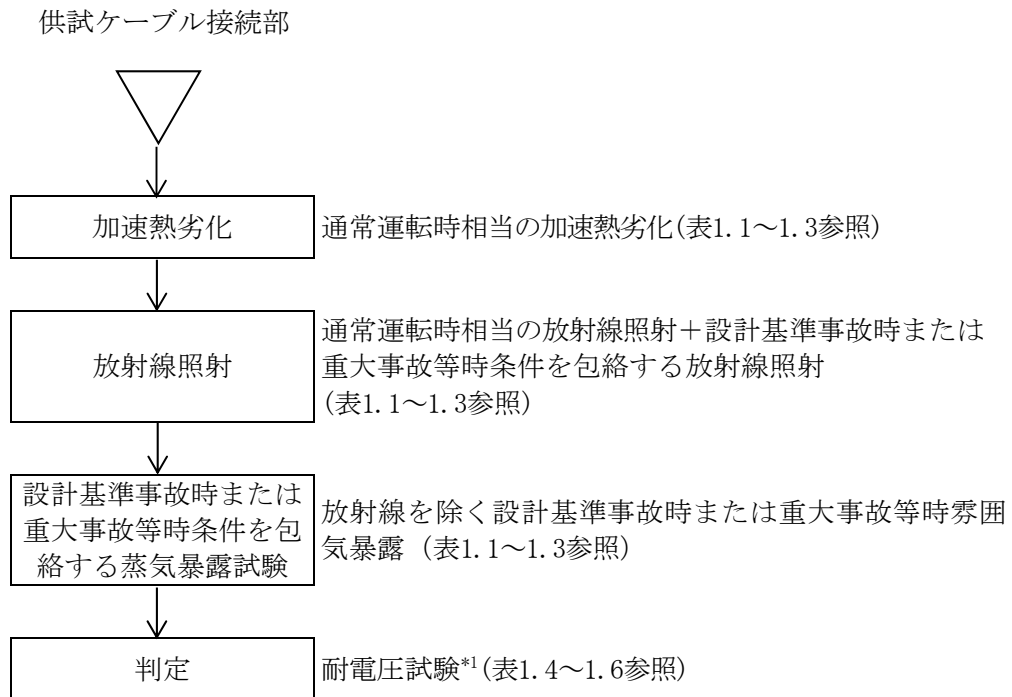 供試ケーブル接続部
加速熱劣化
通常運転時相当の加速熱劣化(表1.1～1.3参照)
放射線照射
通常運転時相当の放射線照射＋設計基準事故時または
重大事故等時条件を包絡する放射線照射
(表1.1～1.3参照)
設計基準事故時または
重大事故等時条件を包
絡する蒸気暴露試験
放射線を除く設計基準事故時または重大事故等時雰囲
気暴露 (表1.1～1.3参照)
判定
耐電圧試験*1(表1.4～1.6参照)